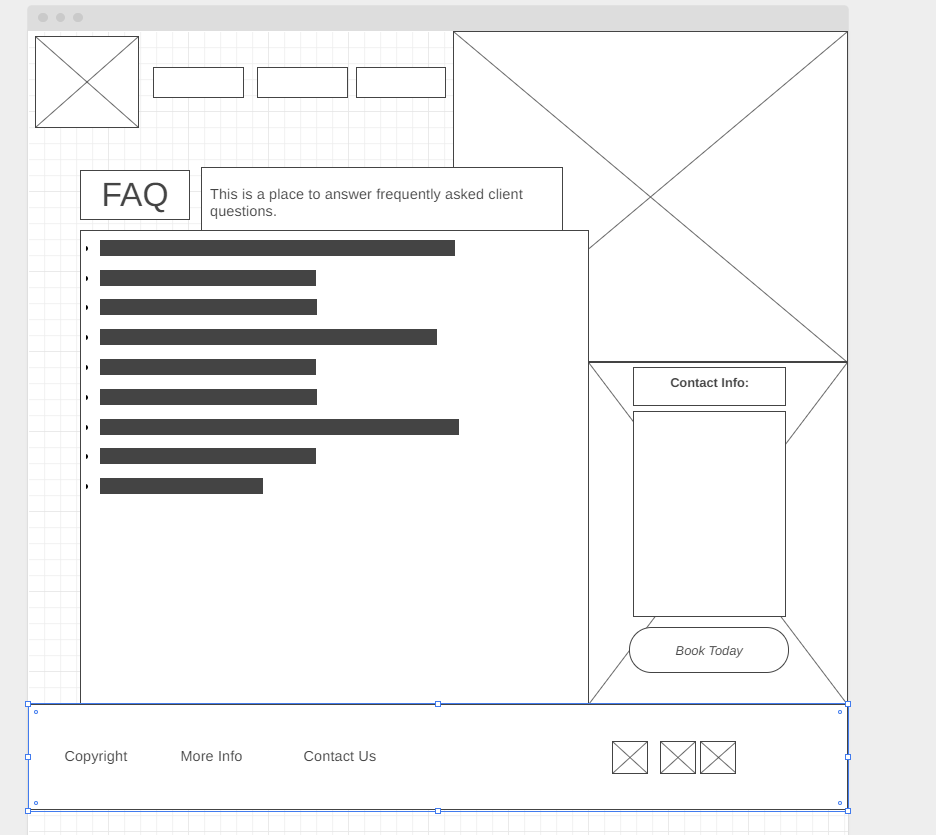 FAQ
This is a place to answer frequently asked client
questions.
Contact Info:
Book Today
Copyright
More Info
Contact Us